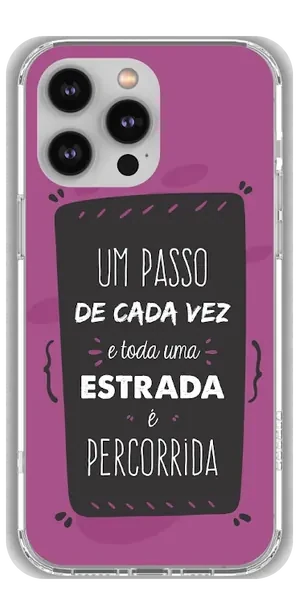 UM PASSO
DE CADA VEZ
e toda uma
ESTRADA
é
PERCORRIDA